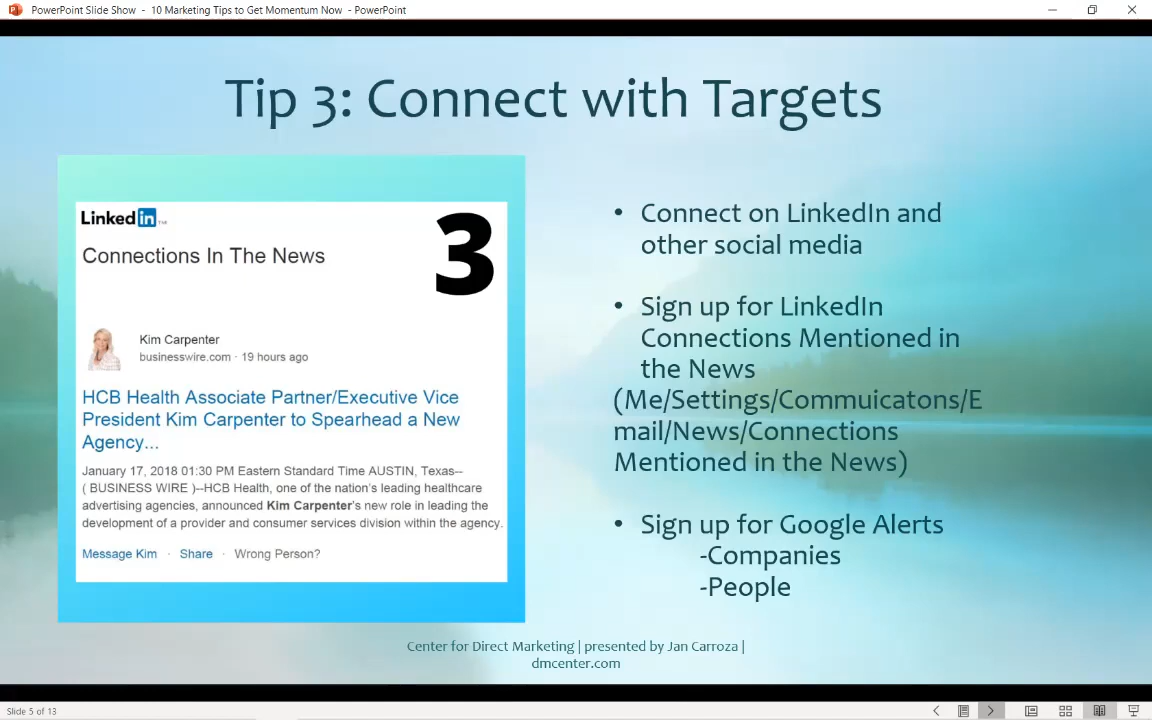 PowerPoint Slide Show - 10 Marketing Tips to Get Momentum Now - PowerPoint
Tip 3: Connect with Targets
LinkedIn™
3
Connections In The News
Kim Carpenter
businesswire.com · 19 hours ago
HCB Health Associate Partner/Executive Vice
President Kim Carpenter to Spearhead a New
Agency...
January 17, 2018 01:30 PM Eastern Standard Time AUSTIN, Texas--
( BUSINESS WIRE )--HCB Health, one of the nation's leading healthcare
advertising agencies, announced Kim Carpenter's new role in leading the
development of a provider and consumer services division within the agency.
Message Kim · Share · Wrong Person?
• Connect on LinkedIn and
other social media
• Sign up for LinkedIn
Connections Mentioned in
the News
(Me/Settings/Commuicatons/E
mail/News/Connections
Mentioned in the News)
• Sign up for Google Alerts
-Companies
-People
Center for Direct Marketing | presented by Jan Carroza |
dmcenter.com
Slide 5 of 13